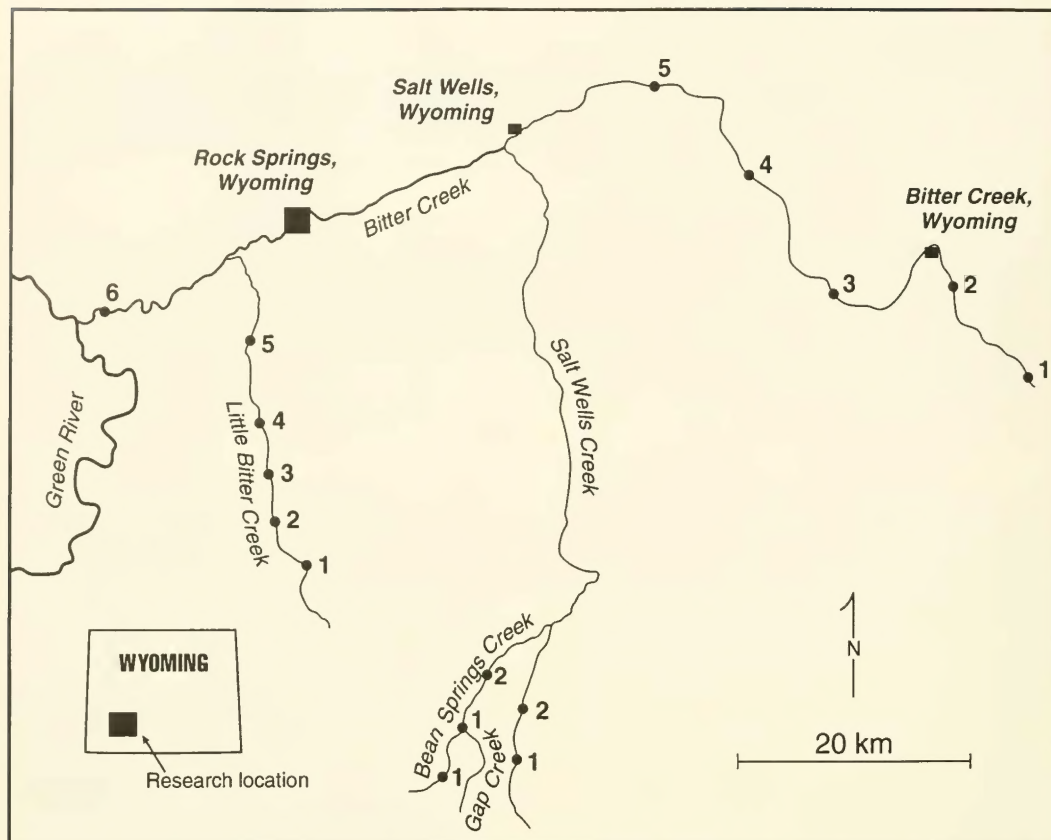 5
Salt Wells,
Wyoming
4
Rock Springs,
Wyoming
Bitter Creek
Bitter Creek,
Wyoming
6
3
2
1
5
4
3
2
1
Little Bitter Creek
Green River
Salt Wells Creek
Bean Springs Creek
2
1
1
Gap Creek
2
1
N
20 km
WYOMING
Research location